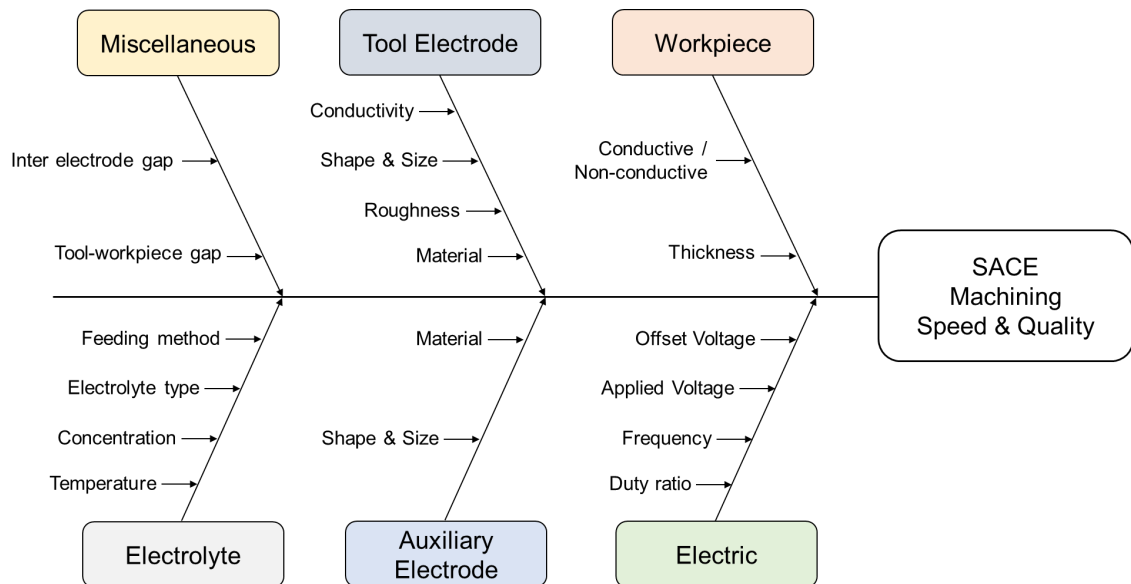 Miscellaneous
Tool Electrode
Workpiece
Conductivity
Inter electrode gap
Shape & Size
Conductive /
Non-conductive
Roughness
Tool-workpiece gap
Material
Thickness
SACE
Machining
Speed & Quality
Feeding method
Material
Offset Voltage
Electrolyte type
Applied Voltage
Concentration
Shape & Size
Frequency
Temperature
Duty ratio
Electrolyte
Auxiliary
Electrode
Electric